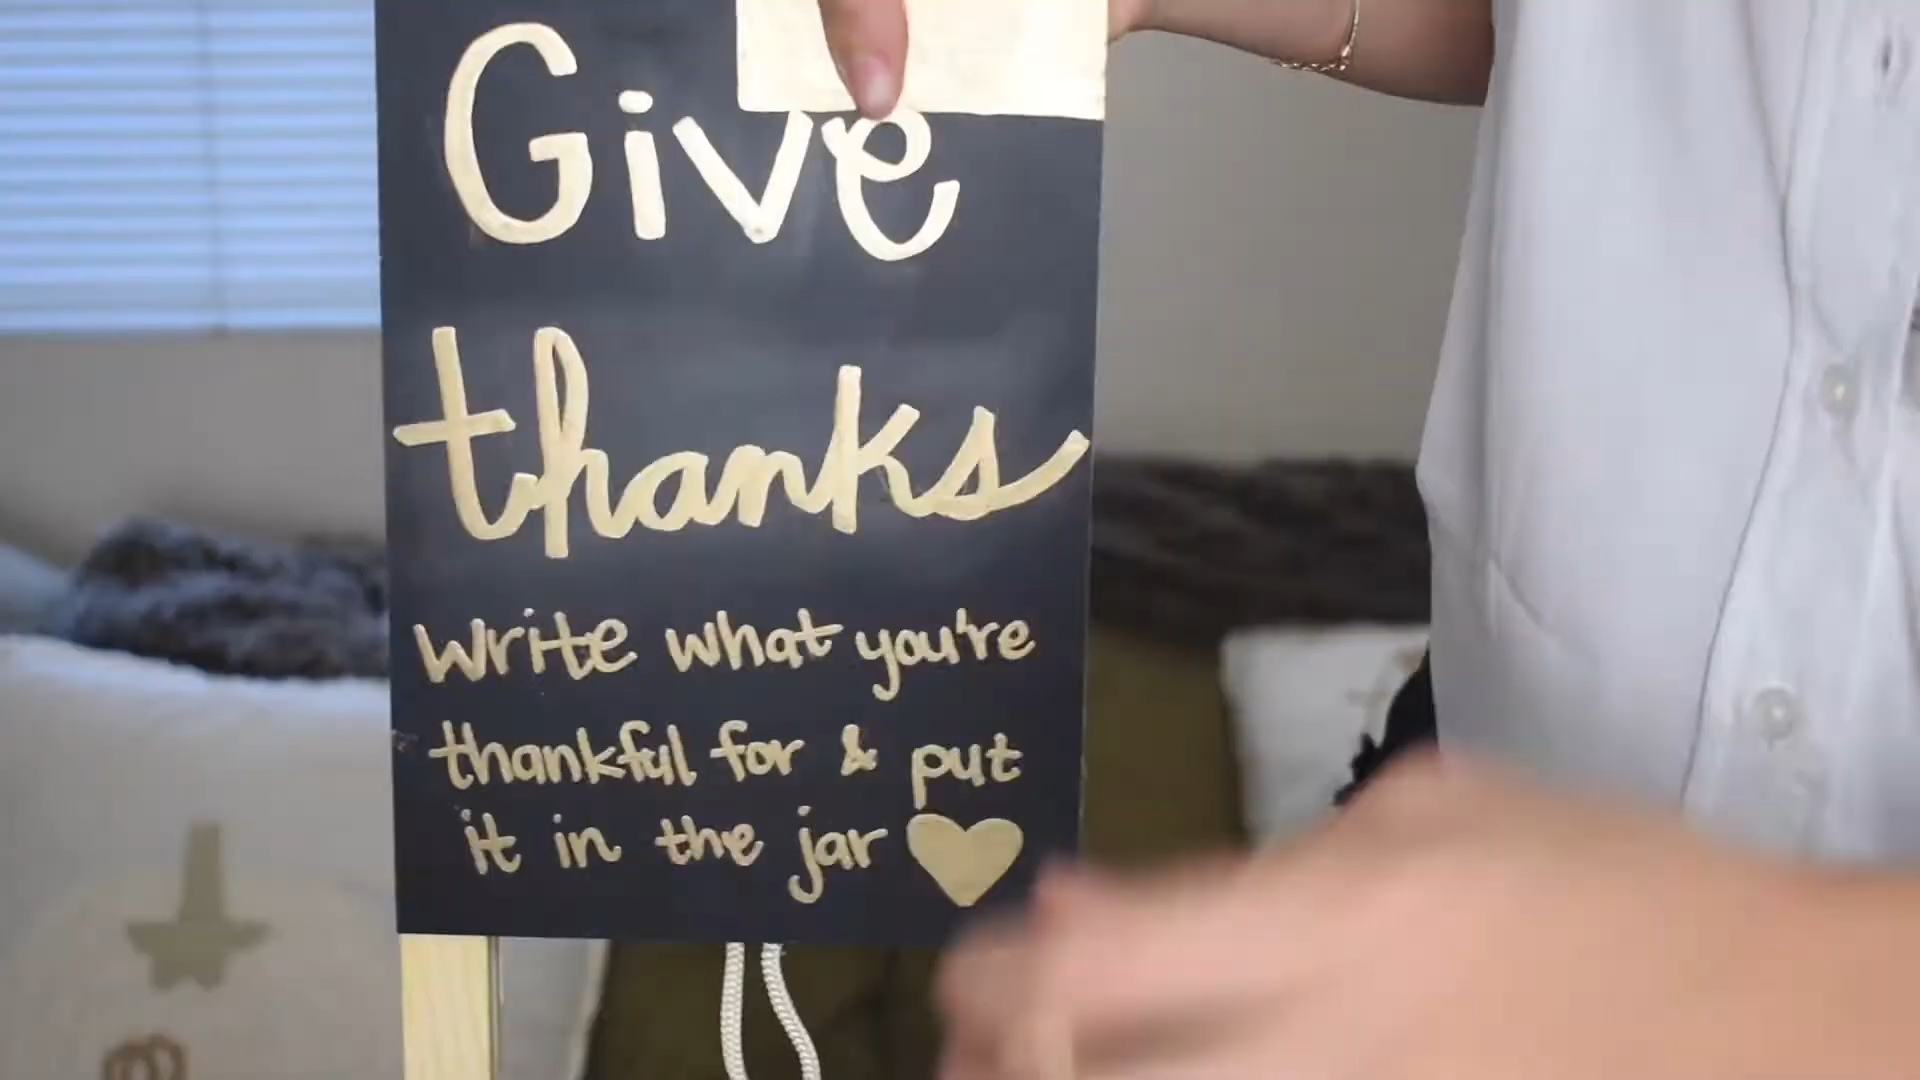 Give
thanks
write what you're
thankful for & put
it in the jar